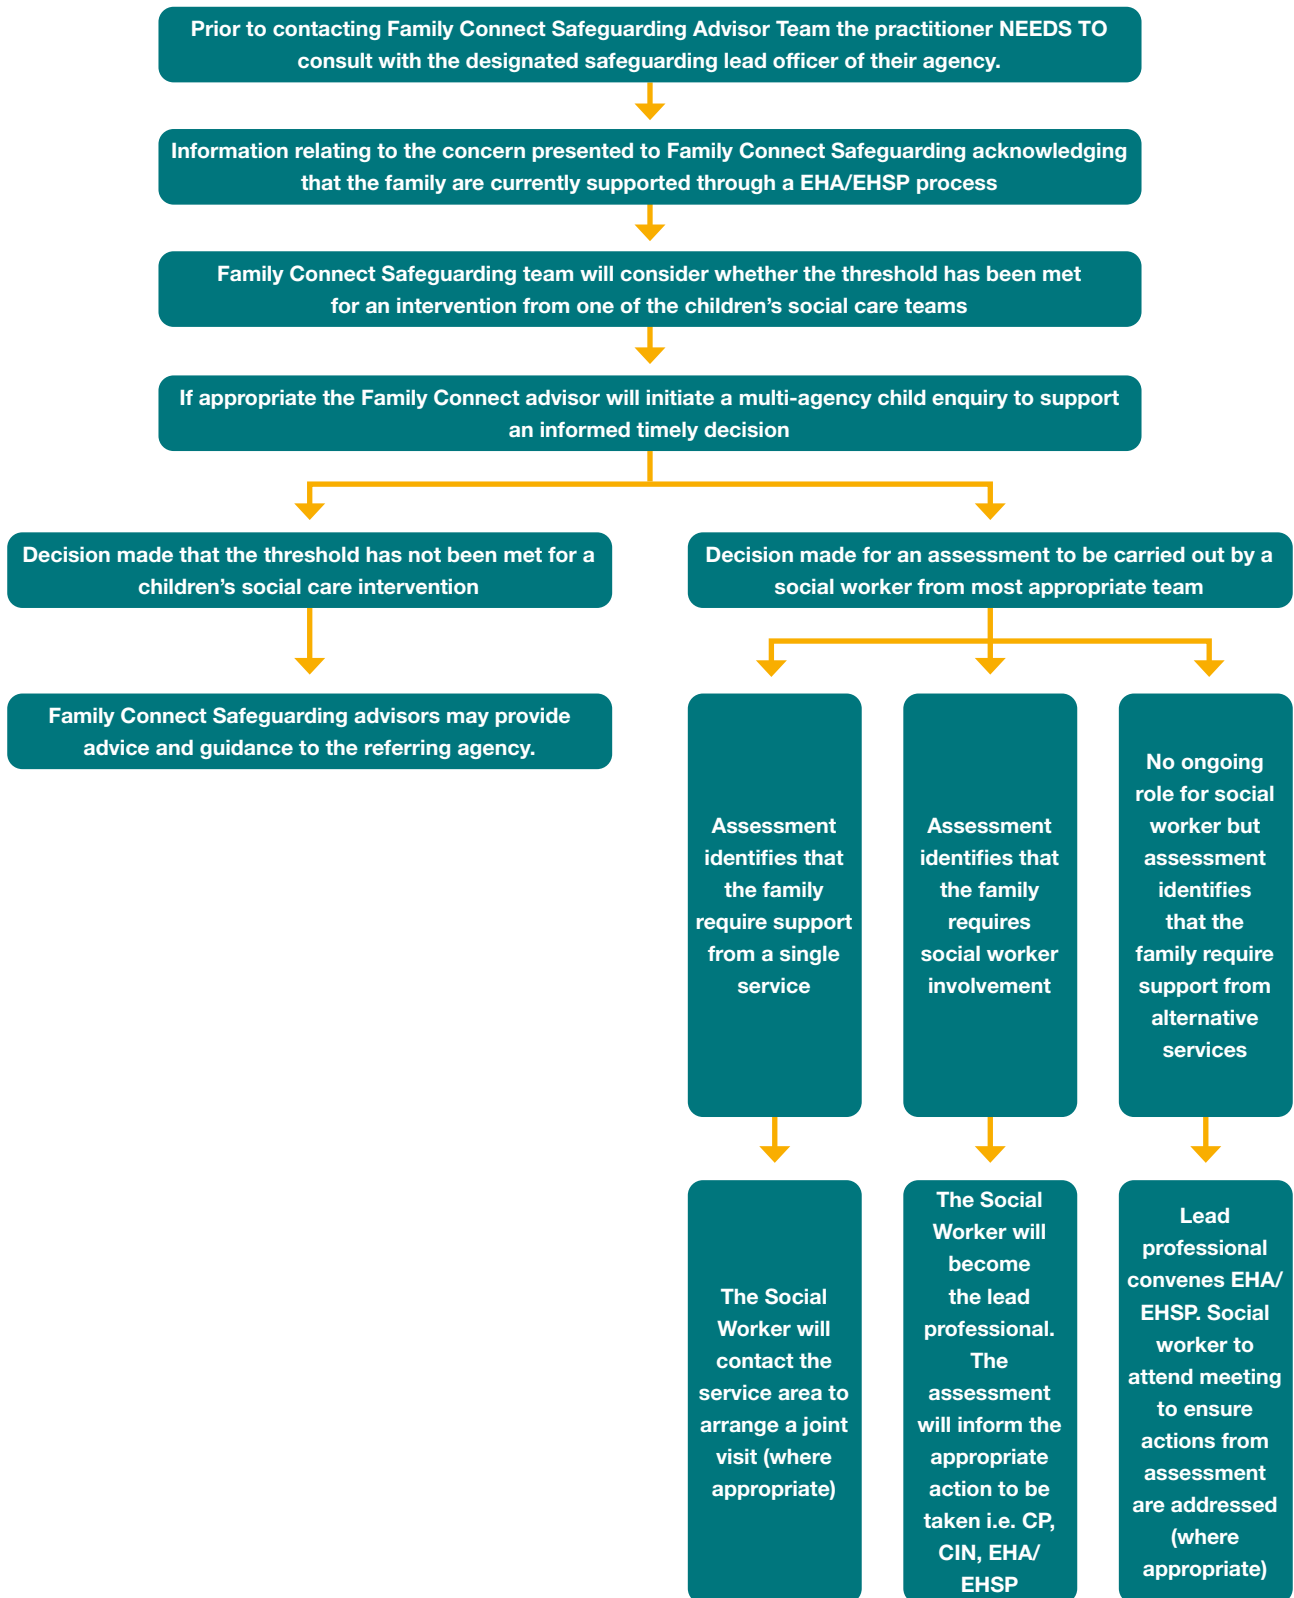 Prior to contacting Family Connect Safeguarding Advisor Team the practitioner NEEDS TO
consult with the designated safeguarding lead officer of their agency.
Information relating to the concern presented to Family Connect Safeguarding acknowledging
that the family are currently supported through a EHA/EHSP process
Family Connect Safeguarding team will consider whether the threshold has been met
for an intervention from one of the children’s social care teams
If appropriate the Family Connect advisor will initiate a multi-agency child enquiry to support
an informed timely decision
Decision made that the threshold has not been met for a
children’s social care intervention
Decision made for an assessment to be carried out by a
social worker from most appropriate team
Family Connect Safeguarding advisors may provide
advice and guidance to the referring agency.
Assessment
identifies that
the family
require support
from a single
service
Assessment
identifies that
the family
requires
social worker
involvement
No ongoing
role for social
worker but
assessment
identifies
that the
family require
support from
alternative
services
The Social
Worker will
contact the
service area to
arrange a joint
visit (where
appropriate)
The Social
Worker will
become
the lead
professional.
The
assessment
will inform the
appropriate
action to be
taken i.e. CP,
CIN, EHA/
EHSP
Lead
professional
convenes EHA/
EHSP. Social
worker to
attend meeting
to ensure
actions from
assessment
are addressed
(where
appropriate)